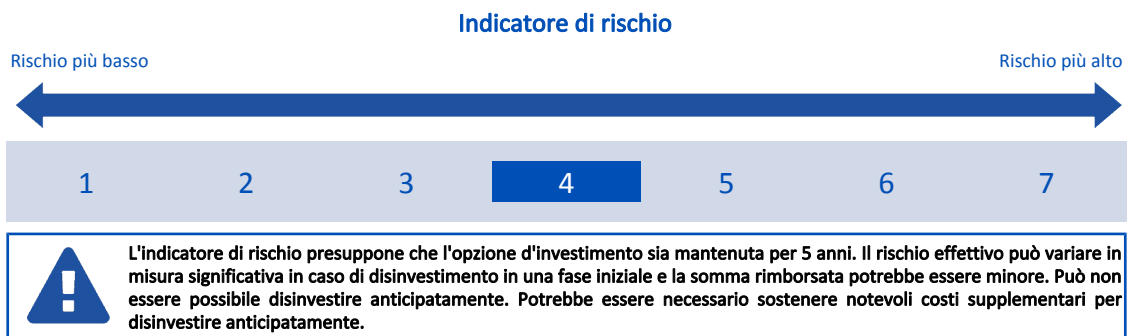 Indicatore di rischio
Rischio più basso
Rischio più alto
1 2 3 4 5 6 7
L'indicatore di rischio presuppone che l'opzione d'investimento sia mantenuta per 5 anni. Il rischio effettivo può variare in
misura significativa in caso di disinvestimento in una fase iniziale e la somma rimborsata potrebbe essere minore. Può non
essere possibile disinvestire anticipatamente. Potrebbe essere necessario sostenere notevoli costi supplementari per
disinvestire anticipatamente.